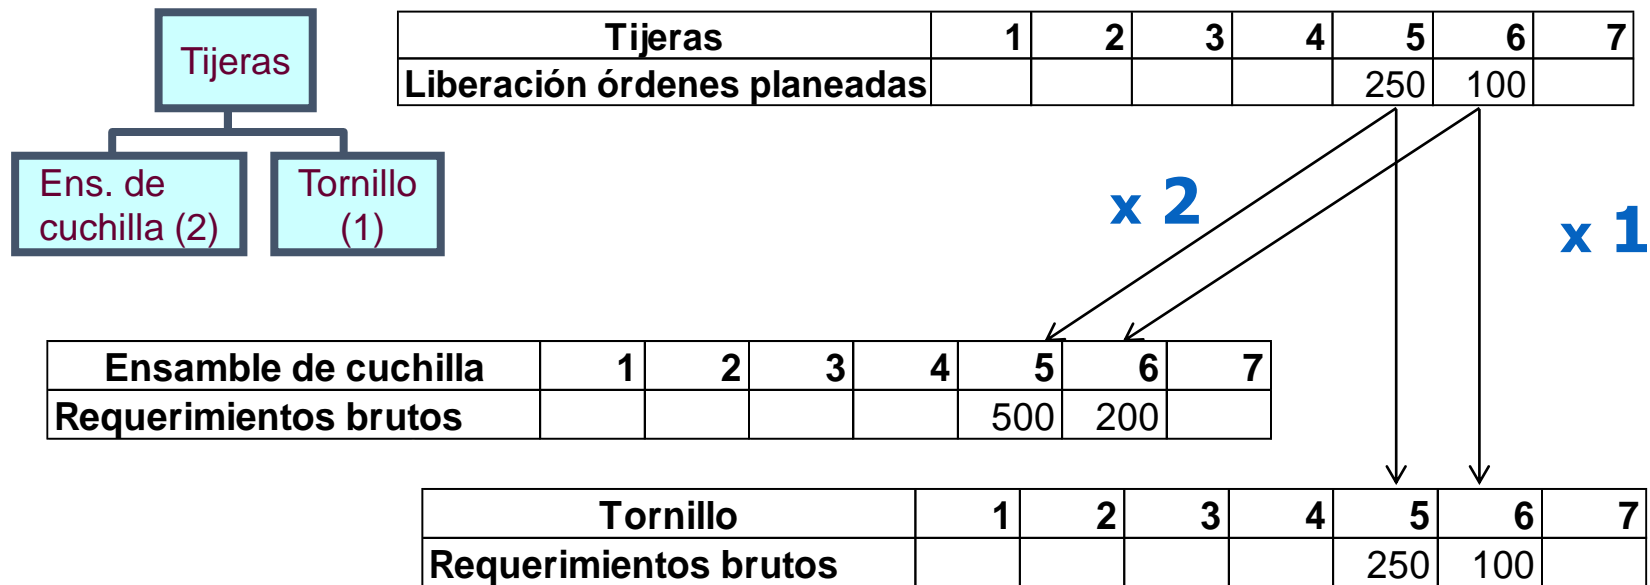 Tijeras
Ens. de
cuchilla (2)
Tornillo
(1)
Tijeras 1 2 3 4 5 6 7
Liberación órdenes planeadas 250 100
x 2
x 1
Ensamble de cuchilla 1 2 3 4 5 6 7
Requerimientos brutos 500 200
Tornillo 1 2 3 4 5 6 7
Requerimientos brutos 250 100